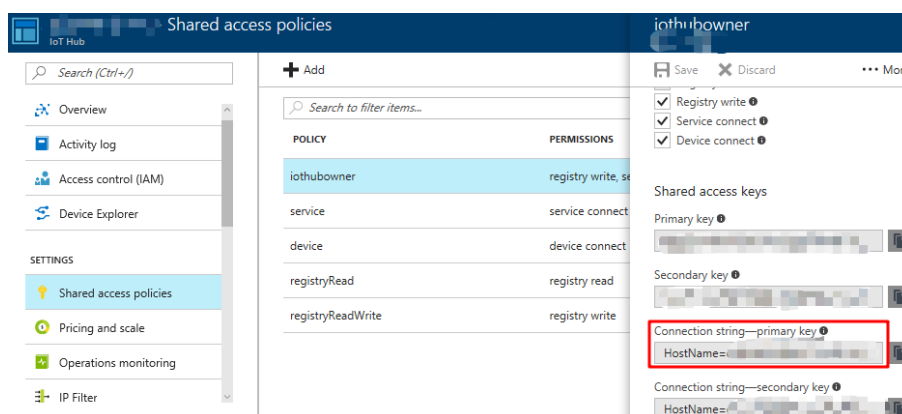 Shared access policies
IoT Hub
Search (Ctrl+/)
Overview
Activity log
Access control (IAM)
Device Explorer
SETTINGS
Shared access policies
Pricing and scale
Operations monitoring
IP Filter
Add
Search to filter items...
POLICY PERMISSIONS
iothubowner registry write, se
service service connect
device device connect
registryRead registry read
registryReadWrite registry write
iothubowner
Save Discard ••• Mor
Registry write
Service connect
Device connect
Shared access keys
Primary key
Secondary key
Connection string—primary key
HostName=
Connection string—secondary key
HostName=